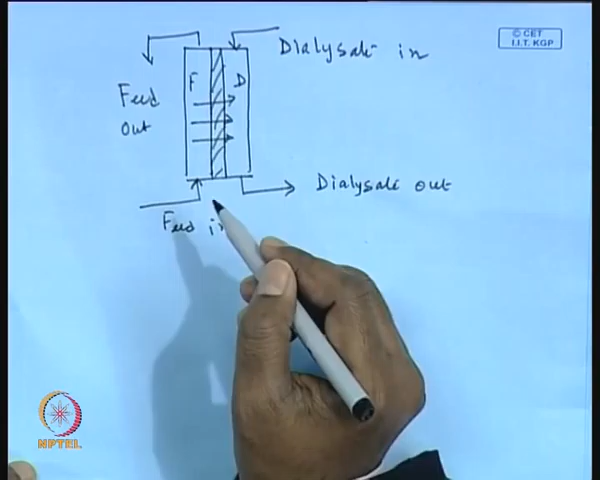 © CET
I.I.T. KGP
Dialysate in
F
D
Feed
Out
Dialysate out
Feed in
NPTEL